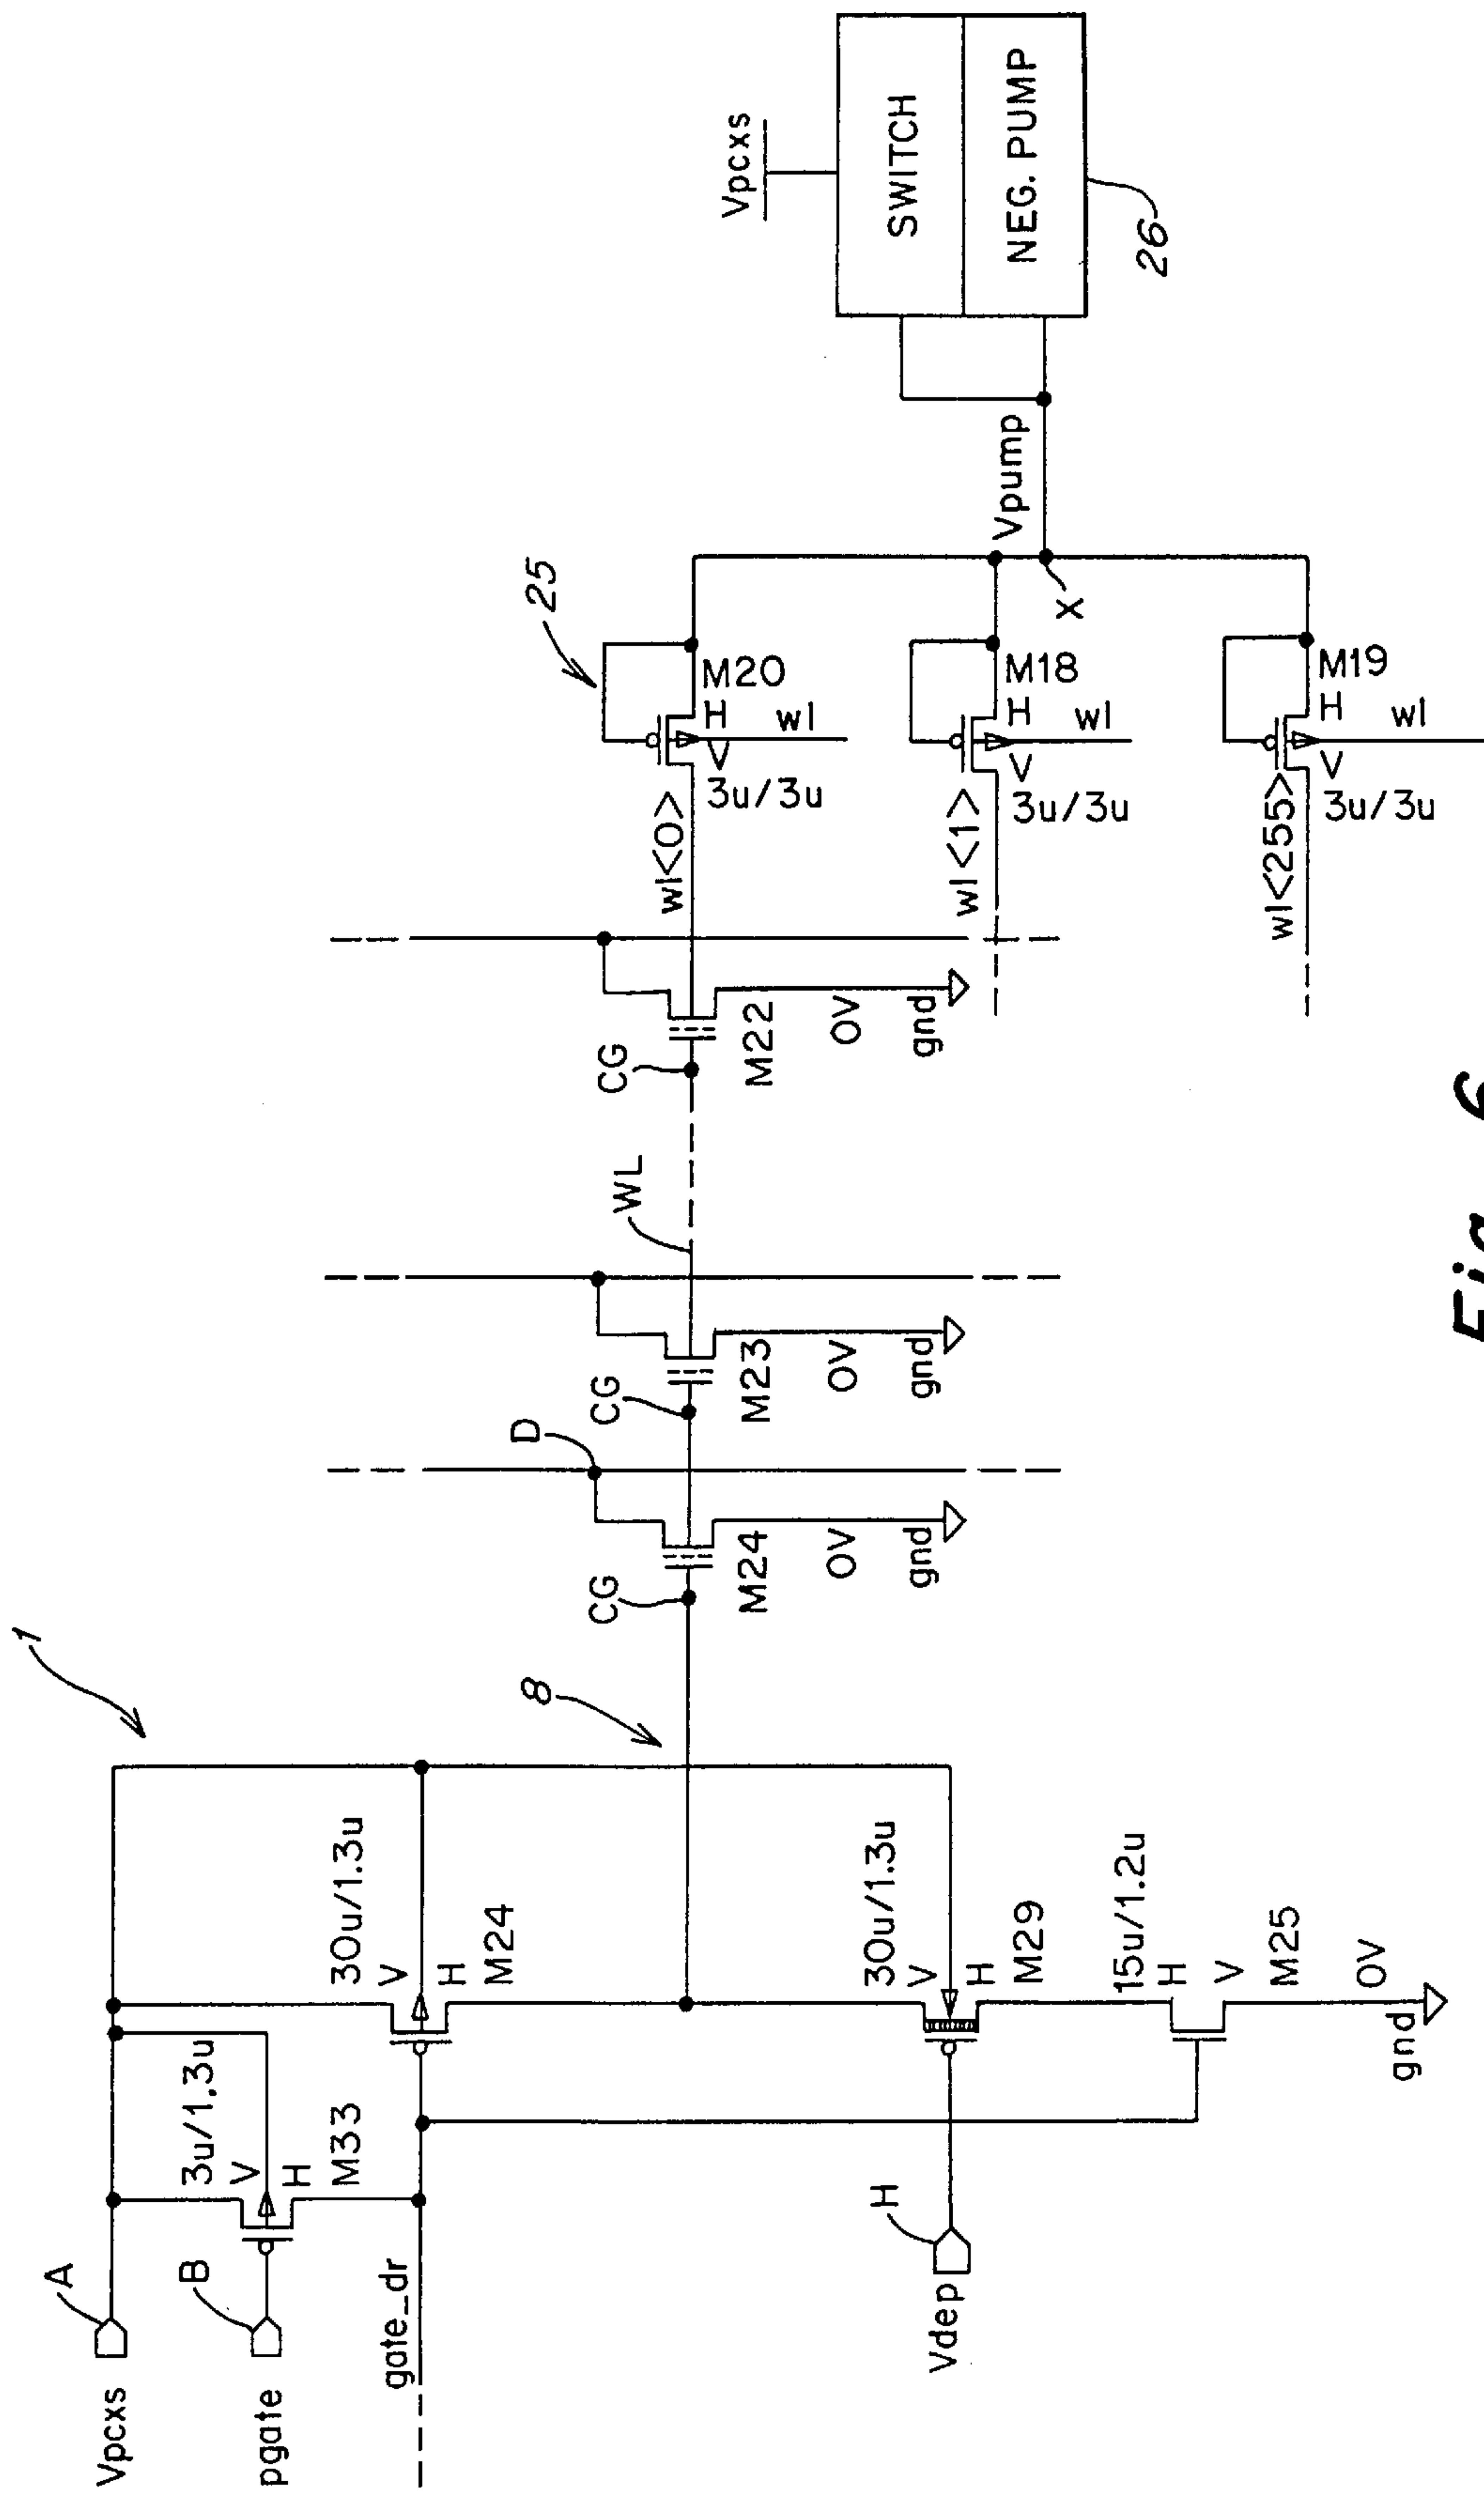 1
A
Vpcxs
B
pgate
gate_dr
3u/1.3u
V
H
M33
30u/1.3u
V
H
M24
8
H
Vdep
30u/1.3u
V
H
M29
15u/1.2u
H
V
M25
0V
gnd
CG
M24
0V
gnd
D
CG
M23
0V
gnd
WL
CG
M22
0V
gnd
25
wl<0>
M20
H
wl
V
3u/3u
wl<1>
M18
H
wl
V
3u/3u
wl<255>
M19
H
wl
V
3u/3u
X
Vpump
Vpcxs
SWITCH
NEG. PUMP
26